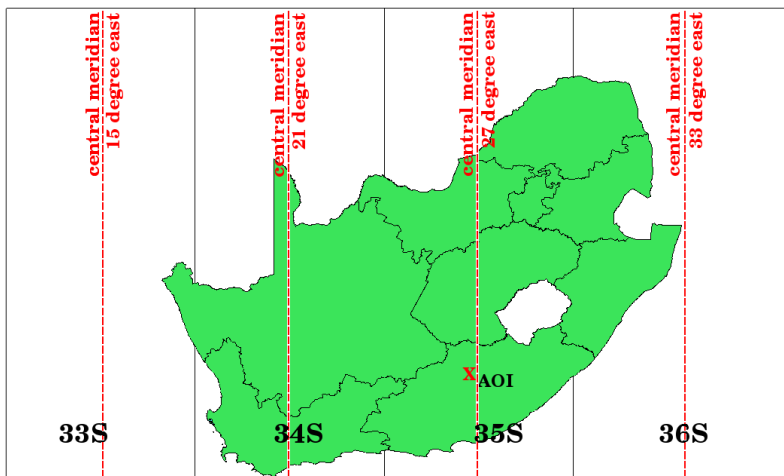 central meridian
15 degree east
central meridian
21 degree east
central meridian
27 degree east
central meridian
33 degree east
x
AOI
33S
34S
35S
36S